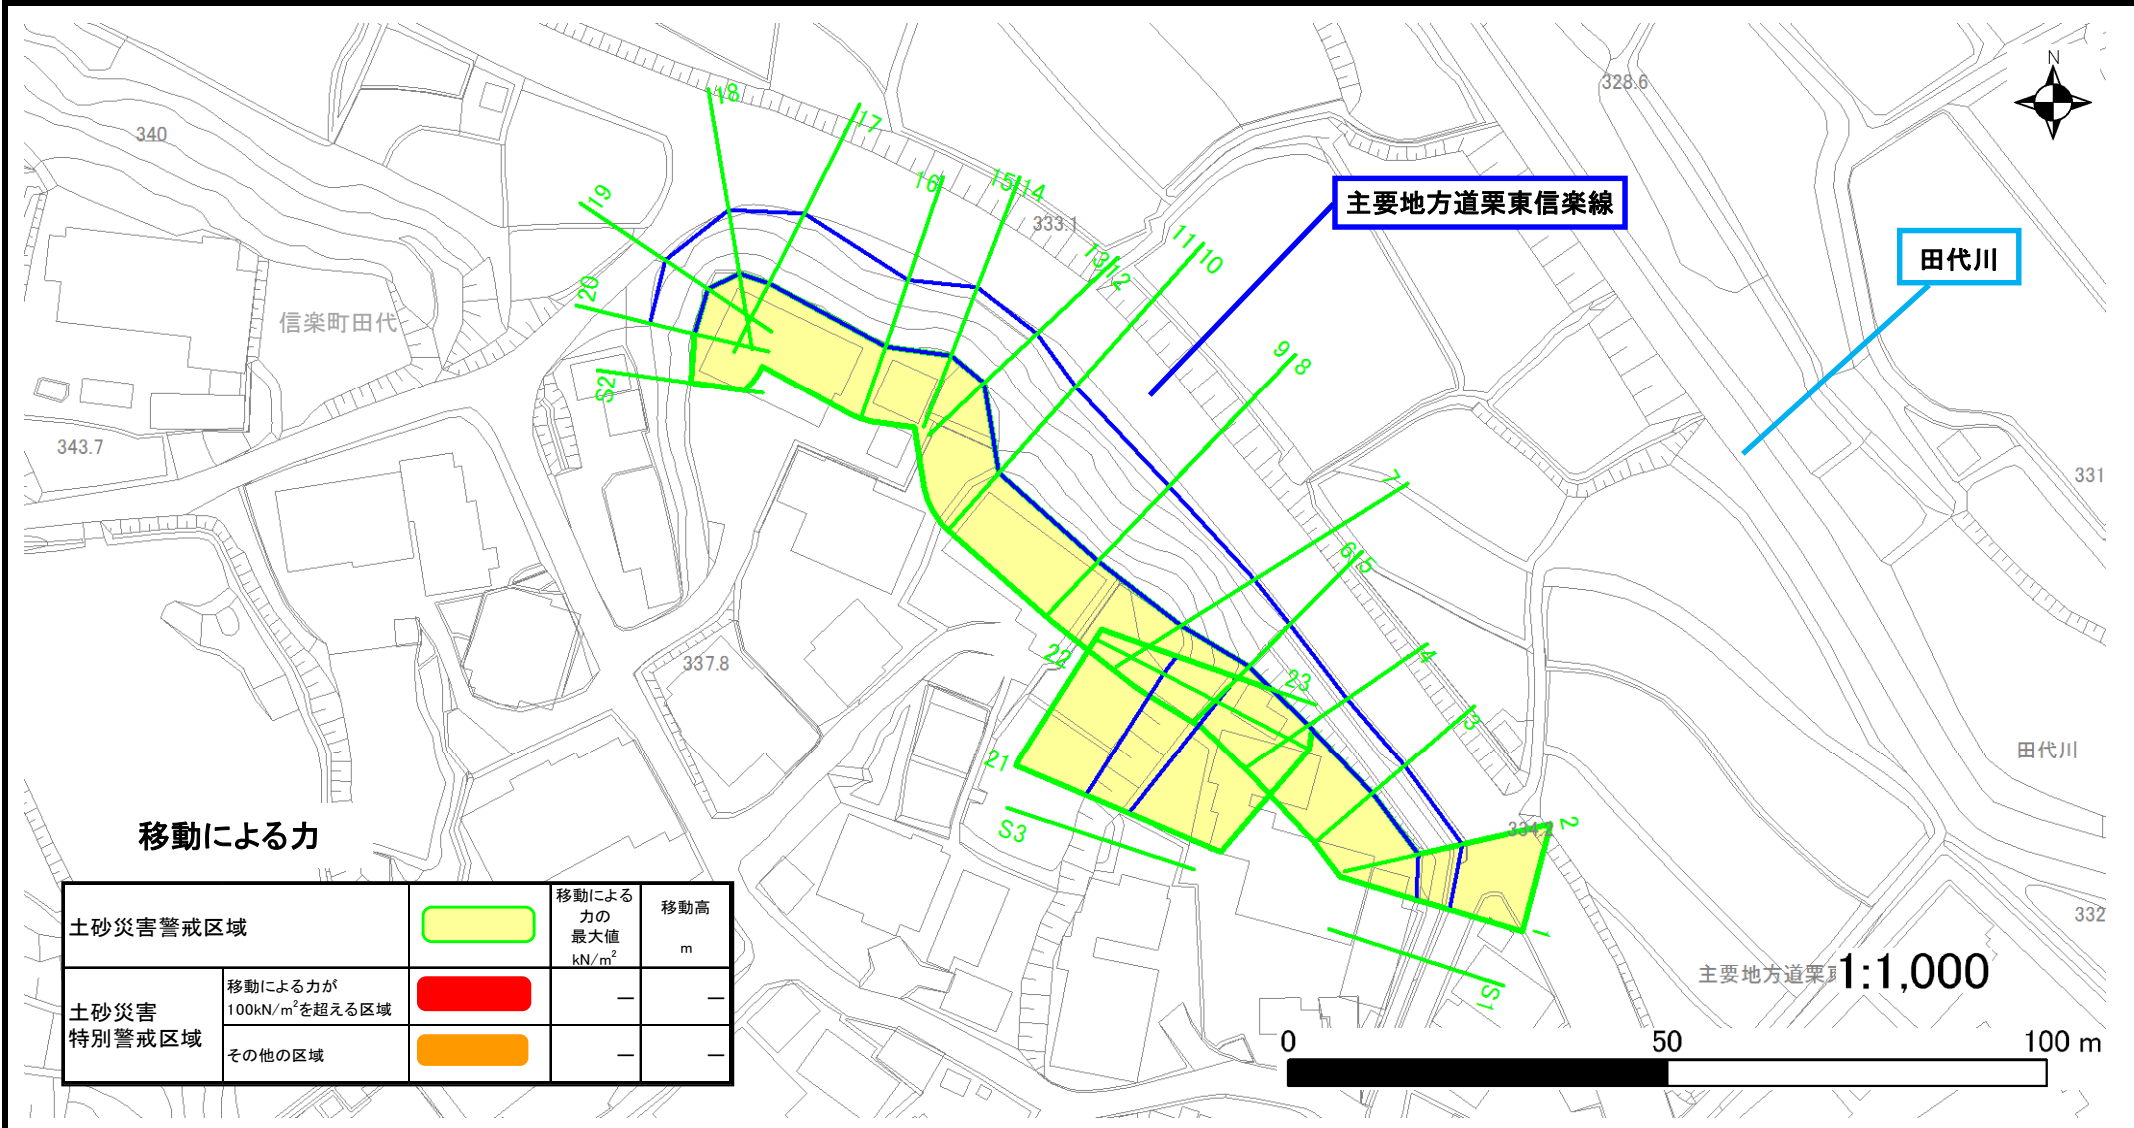 N
328.6
18
17
340
16
15
14
19
主要地方道栗東信楽線
333.1
11
10
13
12
田代川
20
信楽町田代
9
8
S2
343.7
331
7
6
5
22
337.8
4
23
3
21
田代川
S3
334.2
2
移動による力
332
1
主要地方道栗東
1:1,000
S1
0 50 100 m
土砂災害警戒区域
移動による
力の
最大値
kN/m²
移動高
m
土砂災害
特別警戒区域
移動による力が
100kN/m²を超える区域
— —
その他の区域
— —